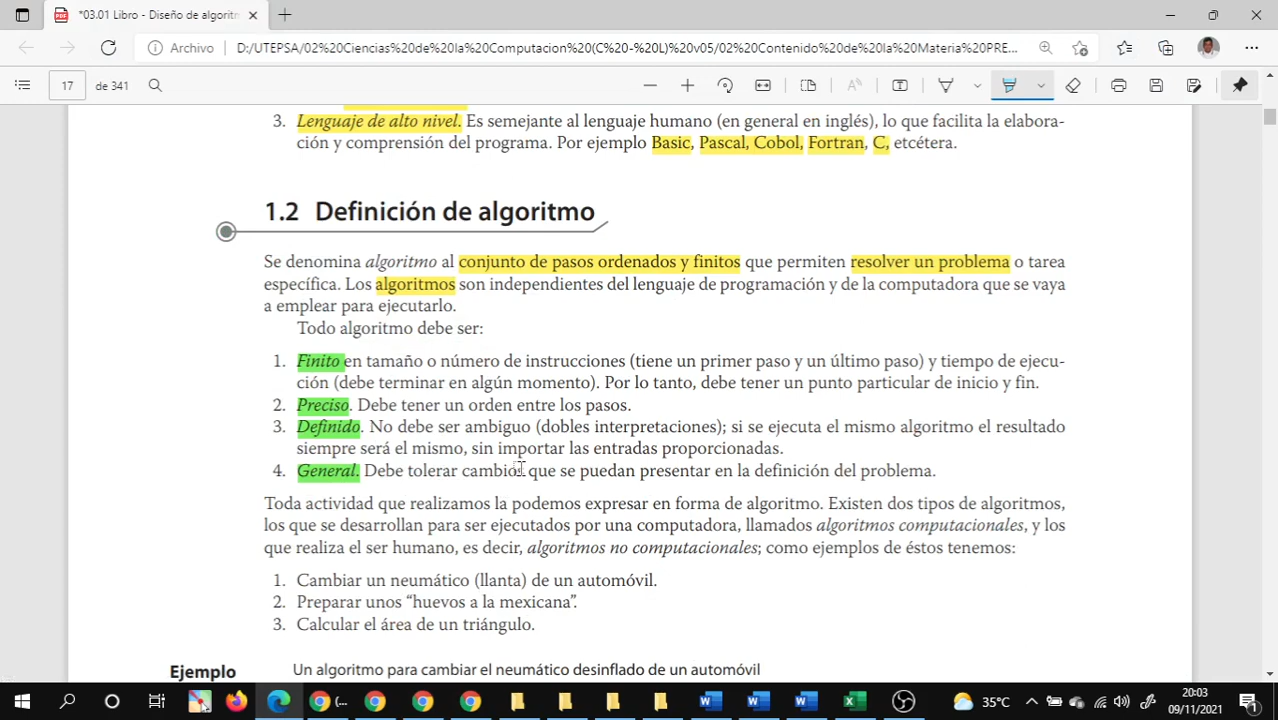 *03.01 Libro - Diseño de algoritm
Archivo
D:/UTEPSA/02%20Ciencias%20de%20la%20Computacion%20(C%20-%20L)%20v05/02%20Contenido%20de%20la%20Materia%20PRE...
17 de 341
3. Lenguaje de alto nivel. Es semejante al lenguaje humano (en general en inglés), lo que facilita la elabora-
ción y comprensión del programa. Por ejemplo Basic, Pascal, Cobol, Fortran, C, etcétera.
1.2 Definición de algoritmo
Se denomina algoritmo al conjunto de pasos ordenados y finitos que permiten resolver un problema o tarea
específica. Los algoritmos son independientes del lenguaje de programación y de la computadora que se vaya
a emplear para ejecutarlo.
Todo algoritmo debe ser:
1. Finito en tamaño o número de instrucciones (tiene un primer paso y un último paso) y tiempo de ejecu-
ción (debe terminar en algún momento). Por lo tanto, debe tener un punto particular de inicio y fin.
2. Preciso. Debe tener un orden entre los pasos.
3. Definido. No debe ser ambiguo (dobles interpretaciones); si se ejecuta el mismo algoritmo el resultado
siempre será el mismo, sin importar las entradas proporcionadas.
4. General. Debe tolerar cambios que se puedan presentar en la definición del problema.
Toda actividad que realizamos la podemos expresar en forma de algoritmo. Existen dos tipos de algoritmos,
los que se desarrollan para ser ejecutados por una computadora, llamados algoritmos computacionales, y los
que realiza el ser humano, es decir, algoritmos no computacionales; como ejemplos de éstos tenemos:
1. Cambiar un neumático (llanta) de un automóvil.
2. Preparar unos “huevos a la mexicana”.
3. Calcular el área de un triángulo.
Ejemplo Un algoritmo para cambiar el neumático desinflado de un automóvil
(...
35°C
20:03
09/11/2021
1